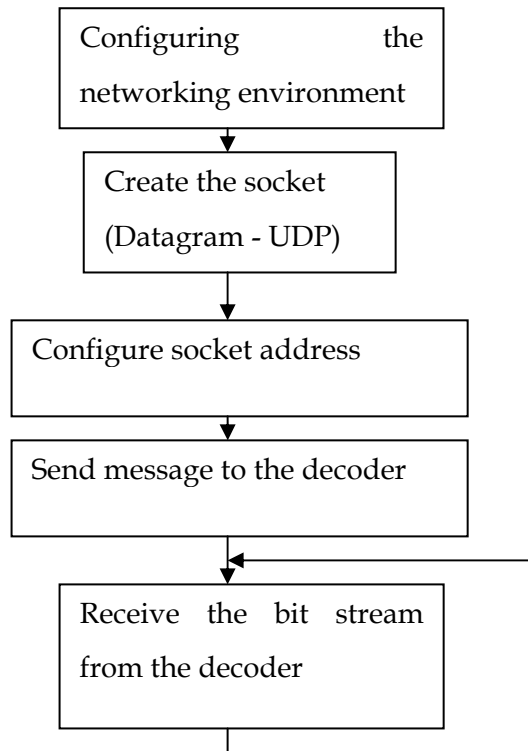 Configuring the
networking environment
Create the socket
(Datagram - UDP)
Configure socket address
Send message to the decoder
Receive the bit stream
from the decoder